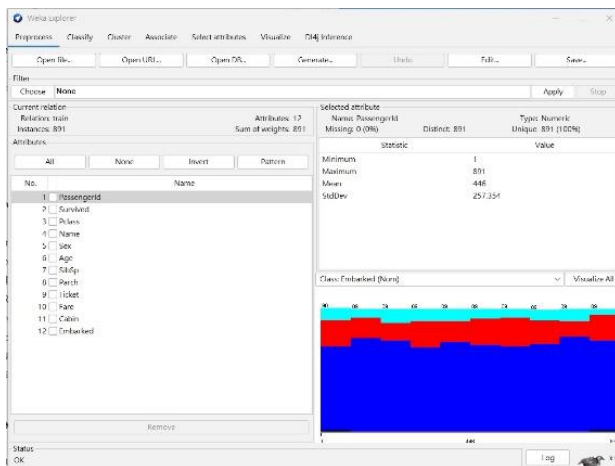 Weka Explorer
Preprocess Classify Cluster Associate Select attributes Visualize Dl4j Inference
Open file... Open URL... Open DB... Generate... Undo Edit... Save...
Filter
Choose None Apply Stop
Current relation
Relation: train Attributes: 12
Instances: 891 Sum of weights: 891
Attributes
All None Invert Pattern
No. Name
1 PassengerId
2 Survived
3 Pclass
4 Name
5 Sex
6 Age
7 SibSp
8 Parch
9 Ticket
10 Fare
11 Cabin
12 Embarked
Remove
Selected attribute
Name: PassengerId Type: Numeric
Missing: 0 (0%) Distinct: 891 Unique: 891 (100%)
Statistic Value
Minimum 1
Maximum 891
Mean 446
StdDev 257.354
Class: Embarked (Nom) Visualize All
1 446
Status
OK Log